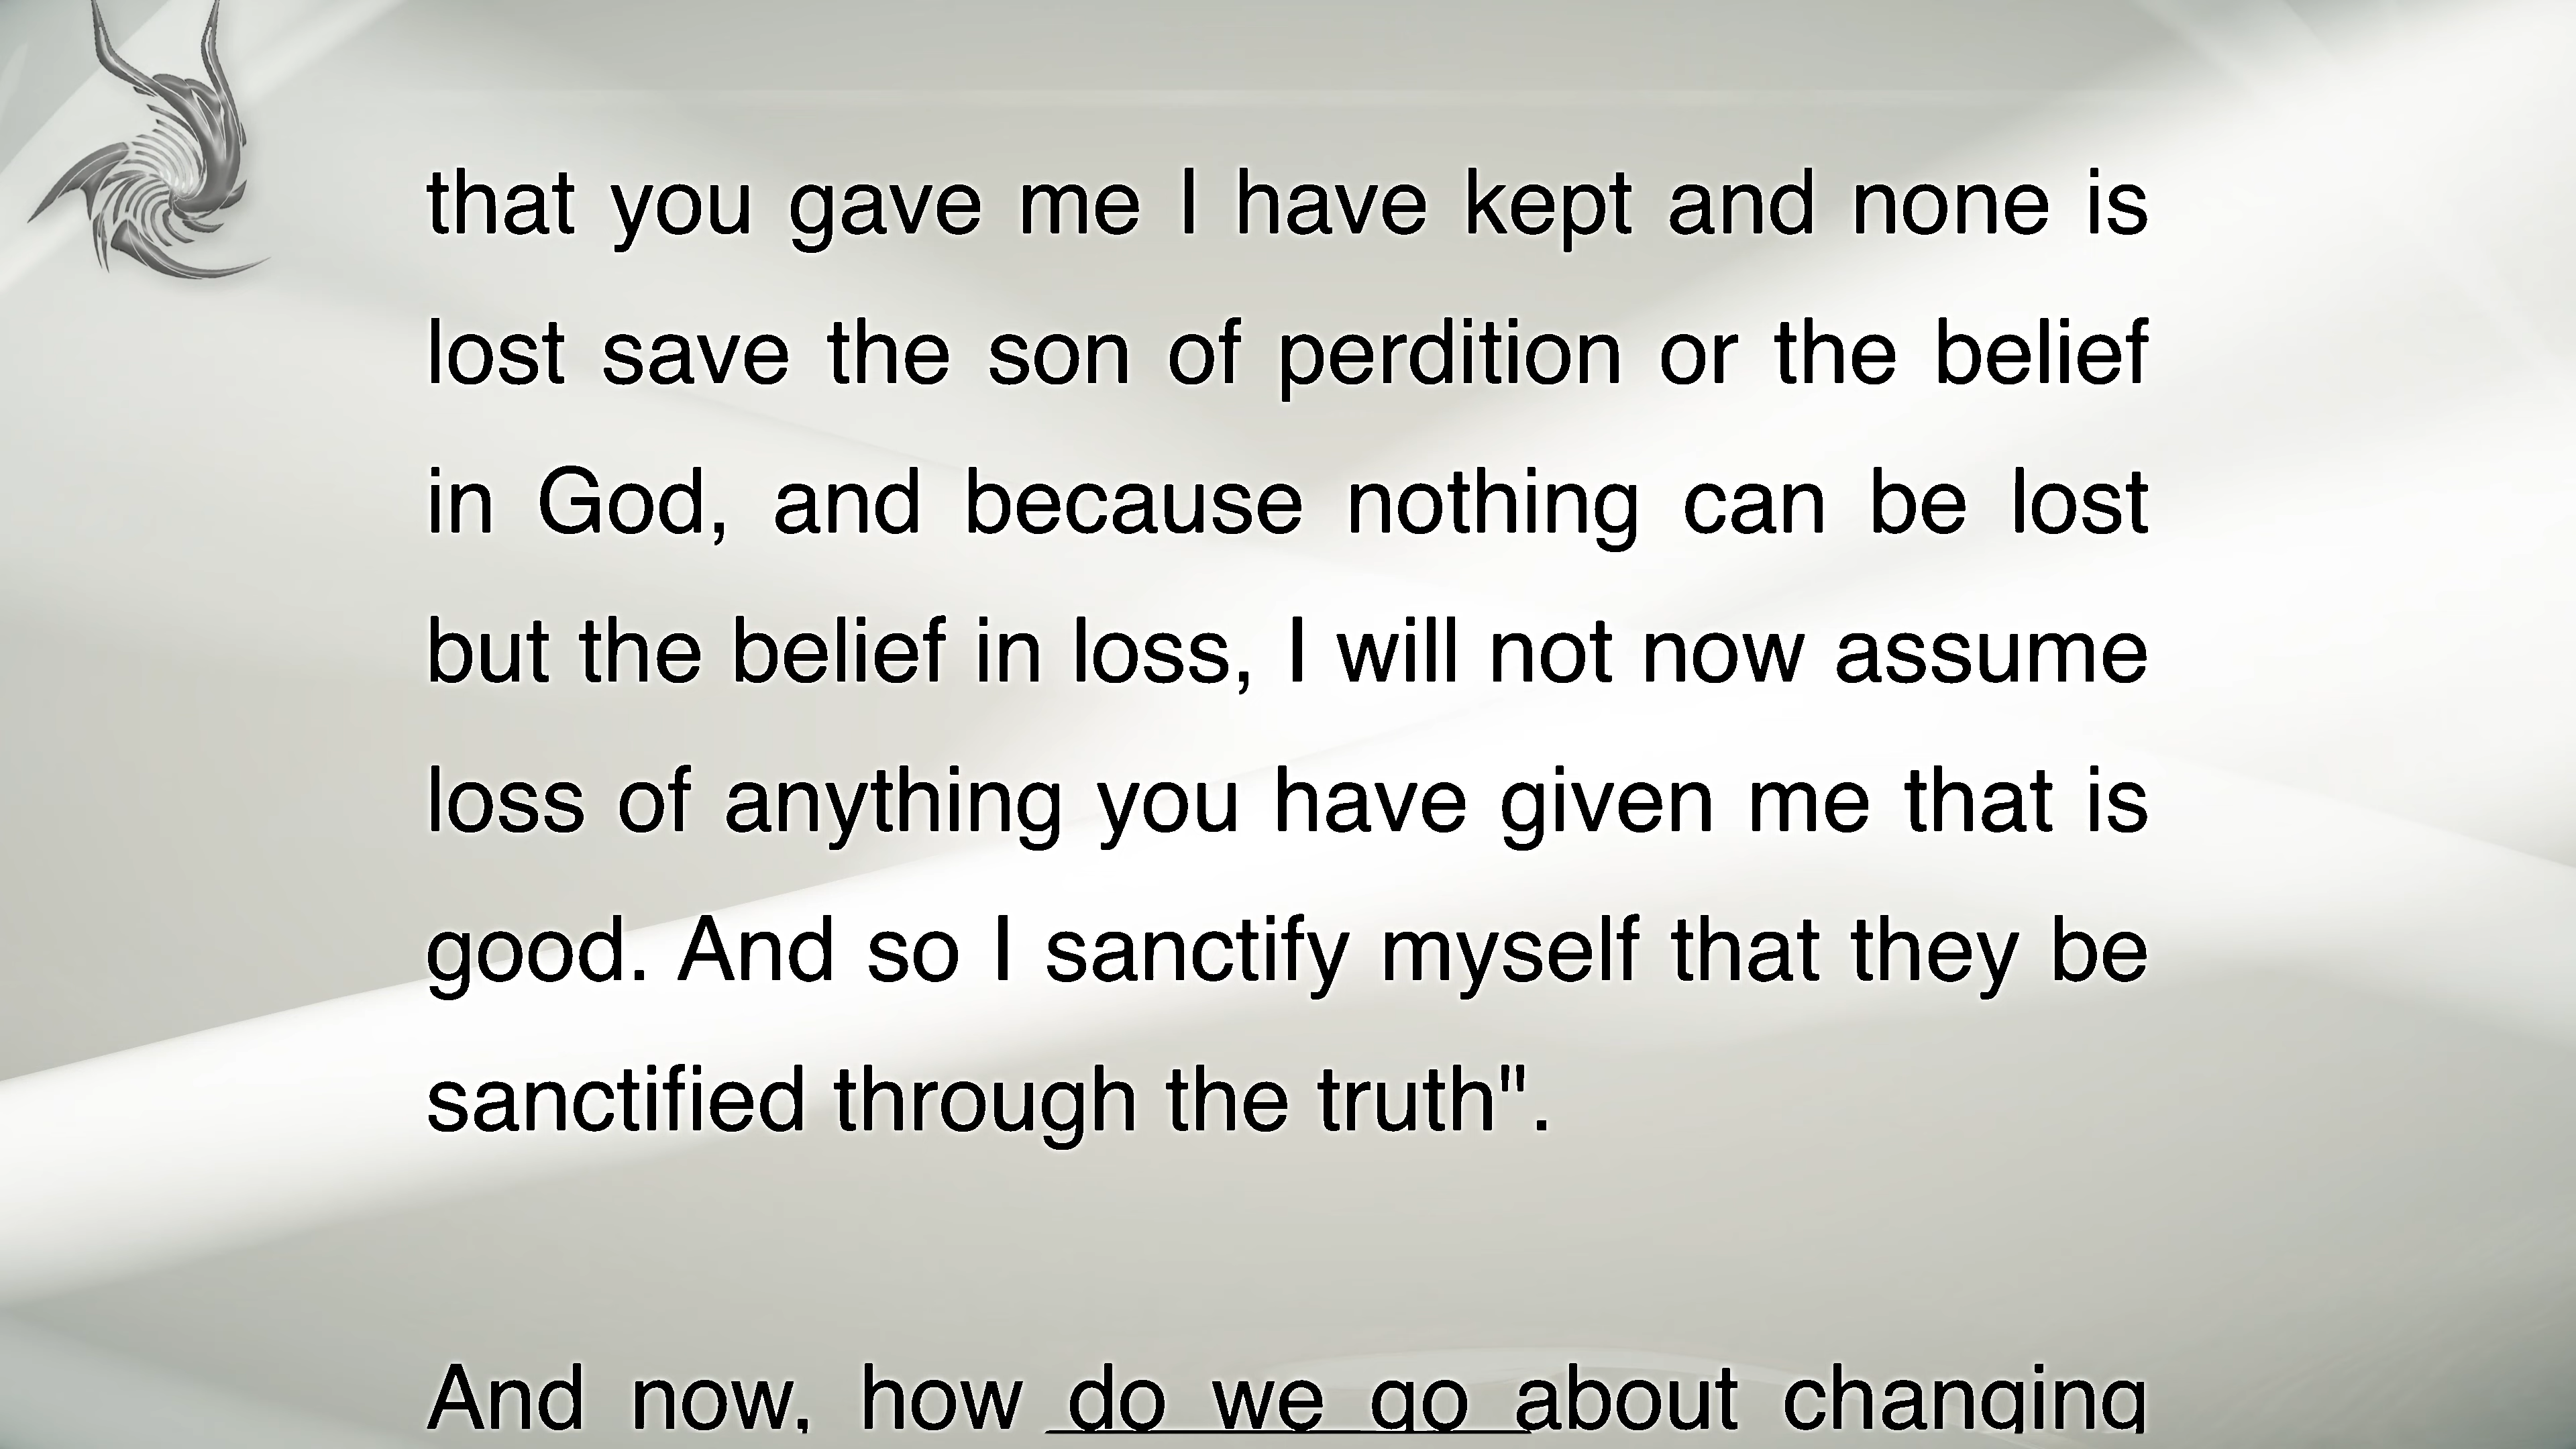 that you gave me I have kept and none is
lost save the son of perdition or the belief
in God, and because nothing can be lost
but the belief in loss, I will not now assume
loss of anything you have given me that is
good. And so I sanctify myself that they be
sanctified through the truth".
And now, how do we go about changing